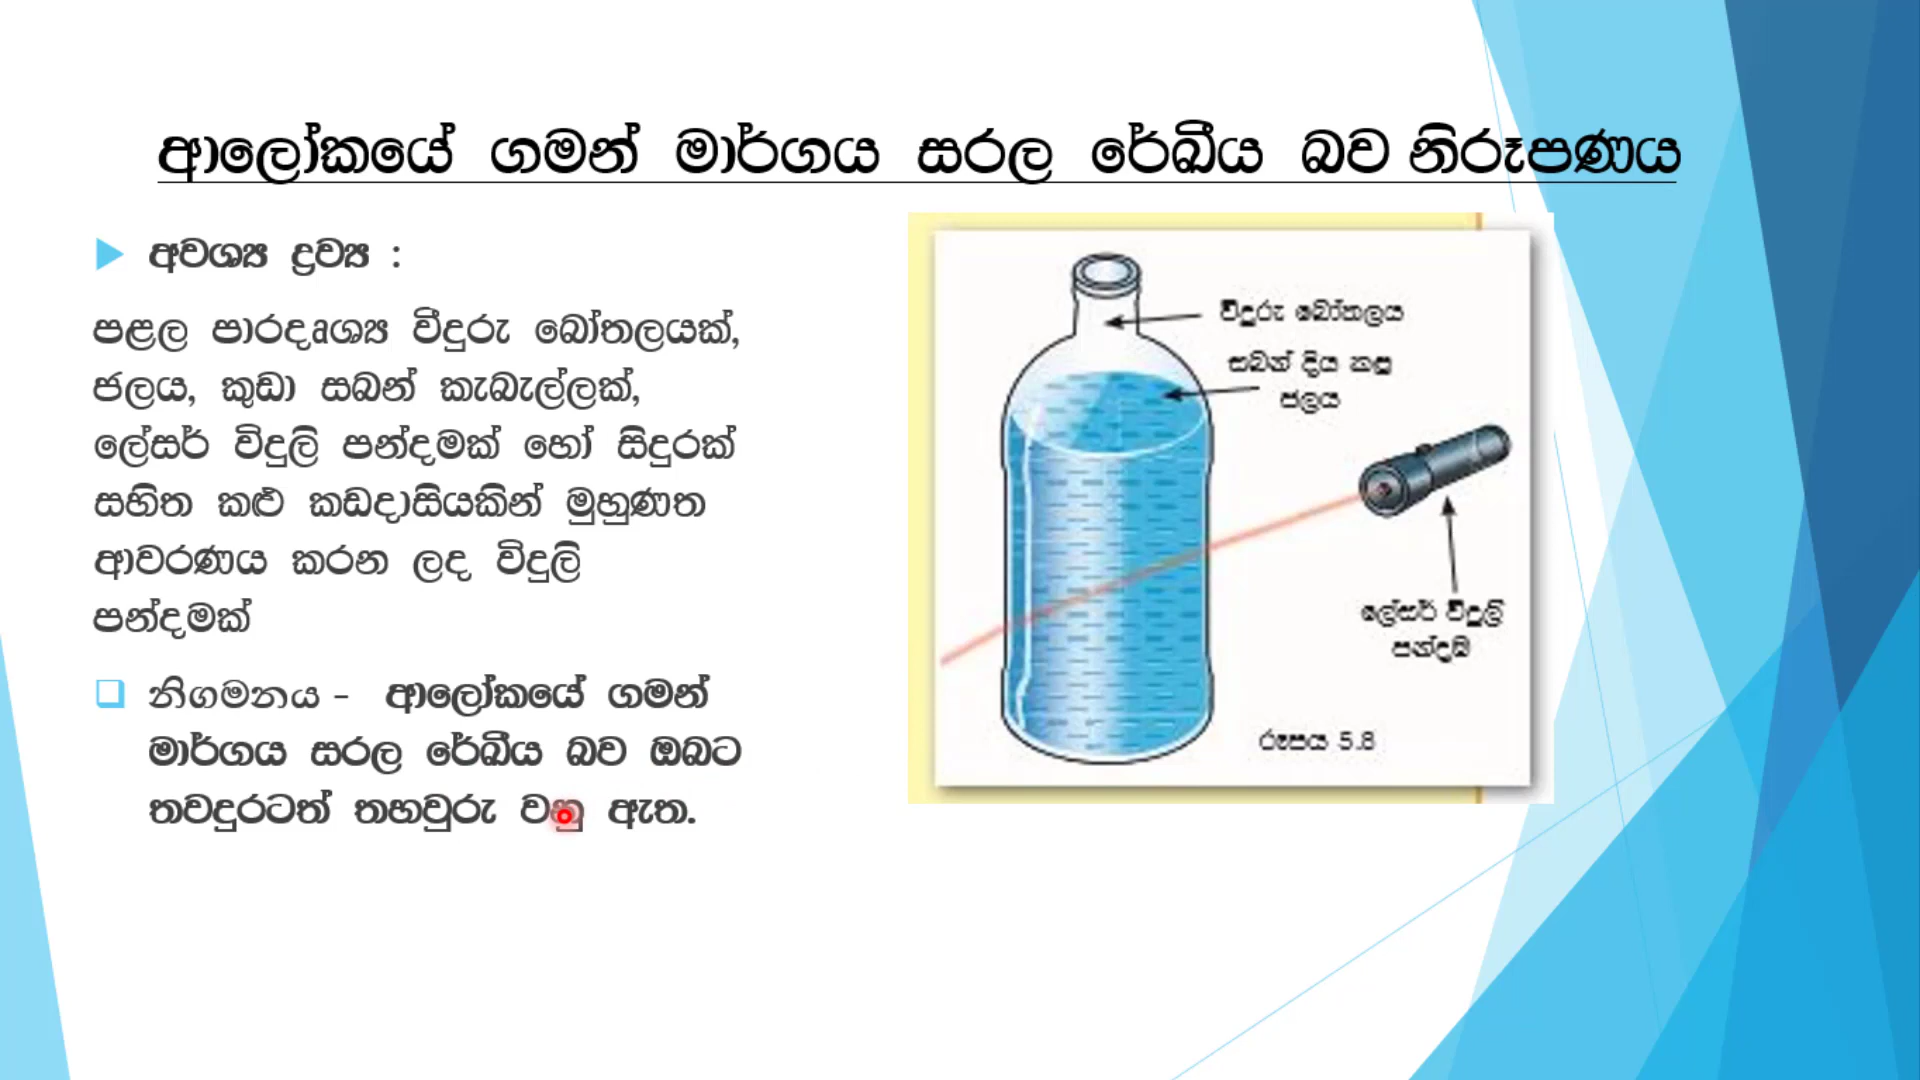 ආලෝකයේ ගමන් මාර්ගය සරල රේඛීය බව නිරූපණය
අවශ්‍ය ද්‍රව්‍ය :
පළල පාරදෘශ්‍ය වීදුරු බෝතලයක්,
ජලය, කුඩා සබන් කැබැල්ලක්,
ලේසර් විදුලි පන්දමක් හෝ සිදුරක්
සහිත කළු කඩදාසියකින් මුහුණත
ආවරණය කරන ලද විදුලි
පන්දමක්
නිගමනය - ආලෝකයේ ගමන්
මාර්ගය සරල රේඛීය බව ඔබට
තවදුරටත් තහවුරු වනු ඇත.
වීදුරු බෝතලය
සබන් දිය කළ
ජලය
ලේසර් විදුලි
පන්දම
රූපය 5.8